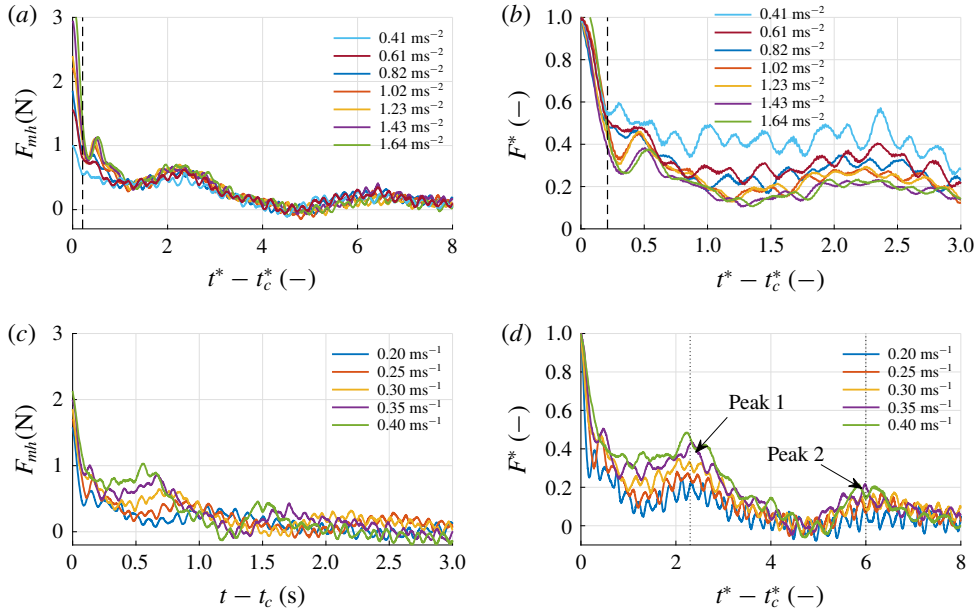 (a)
3
2
1
0
F_mh(N)
0
2
4
6
8
t* − t*_c (−)
0.41 ms⁻²
0.61 ms⁻²
0.82 ms⁻²
1.02 ms⁻²
1.23 ms⁻²
1.43 ms⁻²
1.64 ms⁻²
(b)
1.0
0.8
0.6
0.4
0.2
0
F* (−)
0
0.5
1.0
1.5
2.0
2.5
3.0
t* − t*_c (−)
0.41 ms⁻²
0.61 ms⁻²
0.82 ms⁻²
1.02 ms⁻²
1.23 ms⁻²
1.43 ms⁻²
1.64 ms⁻²
(c)
3
2
1
0
F_mh(N)
0
0.5
1.0
1.5
2.0
2.5
3.0
t − t_c (s)
0.20 ms⁻¹
0.25 ms⁻¹
0.30 ms⁻¹
0.35 ms⁻¹
0.40 ms⁻¹
(d)
1.0
0.8
0.6
0.4
0.2
0
F* (−)
0
2
4
6
8
t* − t*_c (−)
0.20 ms⁻¹
0.25 ms⁻¹
0.30 ms⁻¹
0.35 ms⁻¹
0.40 ms⁻¹
Peak 1
Peak 2